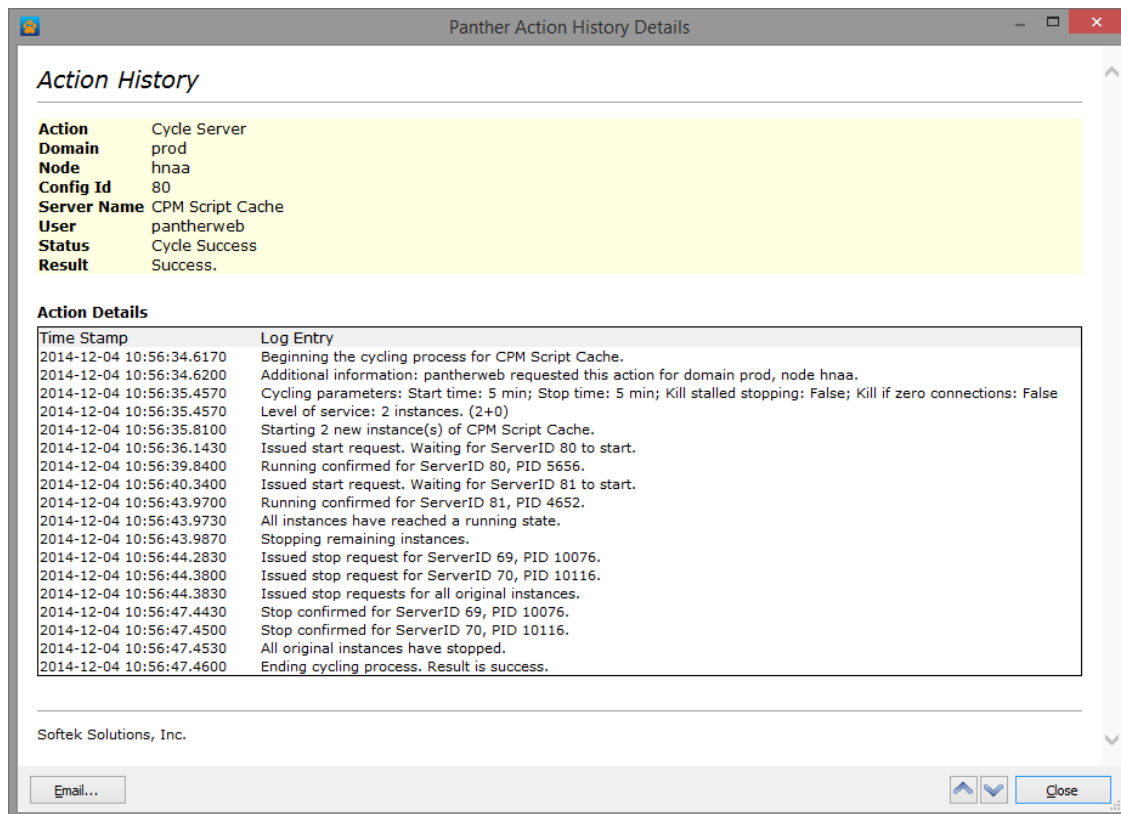 Panther Action History Details
Action History
Action Cycle Server
Domain prod
Node hnaa
Config Id 80
Server Name CPM Script Cache
User pantherweb
Status Cycle Success
Result Success.
Action Details
Time Stamp Log Entry
2014-12-04 10:56:34.6170 Beginning the cycling process for CPM Script Cache.
2014-12-04 10:56:34.6200 Additional information: pantherweb requested this action for domain prod, node hnaa.
2014-12-04 10:56:35.4570 Cycling parameters: Start time: 5 min; Stop time: 5 min; Kill stalled stopping: False; Kill if zero connections: False
2014-12-04 10:56:35.4570 Level of service: 2 instances. (2+0)
2014-12-04 10:56:35.8100 Starting 2 new instance(s) of CPM Script Cache.
2014-12-04 10:56:36.1430 Issued start request. Waiting for ServerID 80 to start.
2014-12-04 10:56:39.8400 Running confirmed for ServerID 80, PID 5656.
2014-12-04 10:56:40.3400 Issued start request. Waiting for ServerID 81 to start.
2014-12-04 10:56:43.9700 Running confirmed for ServerID 81, PID 4652.
2014-12-04 10:56:43.9730 All instances have reached a running state.
2014-12-04 10:56:43.9870 Stopping remaining instances.
2014-12-04 10:56:44.2830 Issued stop request for ServerID 69, PID 10076.
2014-12-04 10:56:44.3800 Issued stop request for ServerID 70, PID 10116.
2014-12-04 10:56:44.3830 Issued stop requests for all original instances.
2014-12-04 10:56:47.4430 Stop confirmed for ServerID 69, PID 10076.
2014-12-04 10:56:47.4500 Stop confirmed for ServerID 70, PID 10116.
2014-12-04 10:56:47.4530 All original instances have stopped.
2014-12-04 10:56:47.4600 Ending cycling process. Result is success.
Softek Solutions, Inc.
Email...
Close